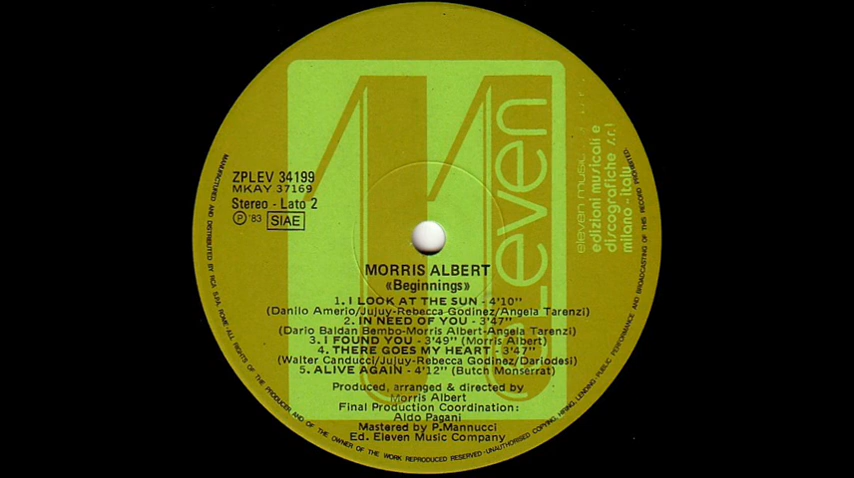 eleven
eleven music
edizioni musicali e
discografiche s.r.l
milano-italy
ZPLEV 34199
MKAY 37169
Stereo - Lato 2
Ⓟ '83 SIAE
MORRIS ALBERT
«Beginnings»
1. I LOOK AT THE SUN - 4'10"
(Danilo Amerio/Jujuy-Rebecca Godinez/Angela Tarenzi)
2. IN NEED OF YOU - 3'47"
(Dario Baldan Bembo-Morris Albert-Angela Tarenzi)
3. I FOUND YOU - 3'49" (Morris Albert)
4. THERE GOES MY HEART - 3'47"
(Walter Canducci/Jujuy-Rebecca Godinez/Dariodesi)
5. ALIVE AGAIN - 4'12" (Butch Monserrat)
Produced, arranged & directed by
Morris Albert
Final Production Coordination:
Aldo Pagani
Mastered by P.Mannucci
Ed. Eleven Music Company
MANUFACTURED AND DISTRIBUTED BY RCA S.P.A. ROME-ALL RIGHTS OF THE PRODUCER AND OF THE OWNER OF THE WORK REPRODUCED RESERVED-UNAUTHORISED COPYING, HIRING, LENDING PUBLIC PERFORMANCE AND BROADCASTING OF THIS RECORD PROHIBITED-